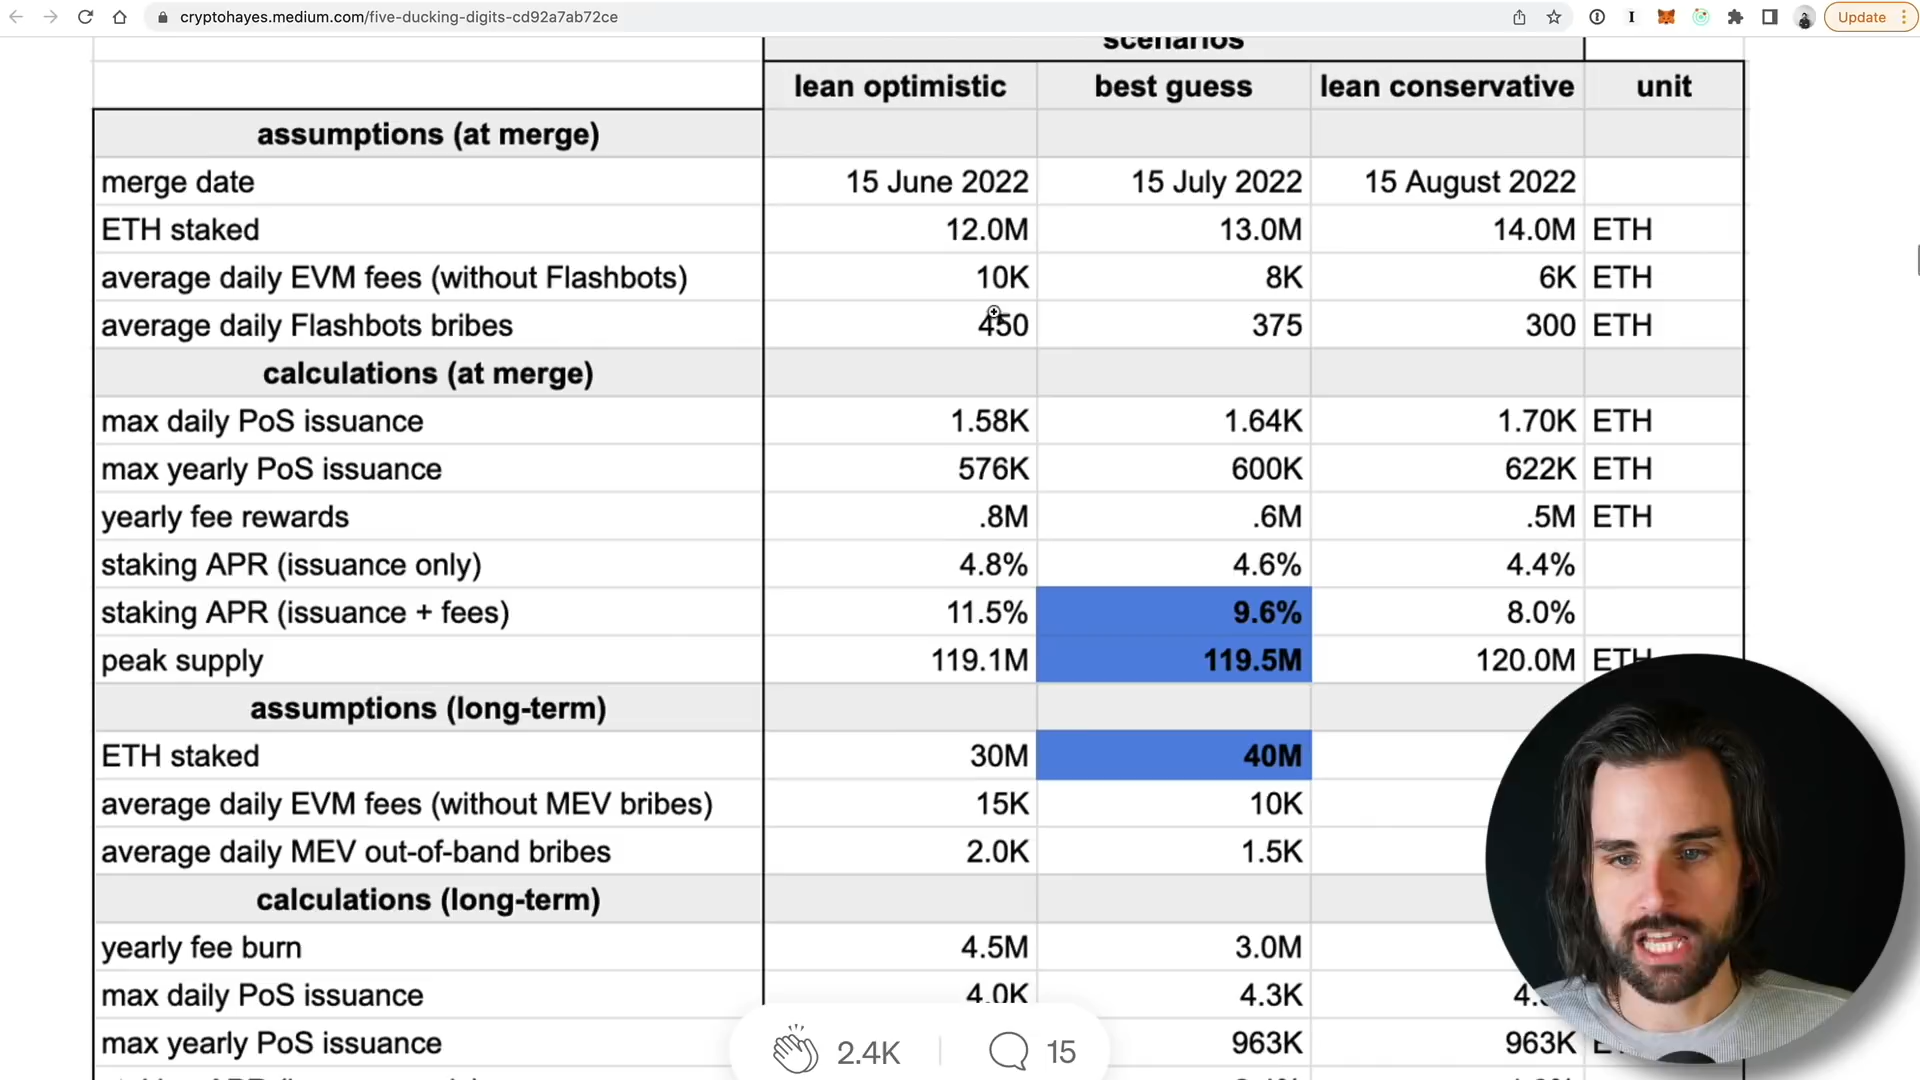 cryptohayes.medium.com/five-ducking-digits-cd92a7ab72ce
Update
scenarios
lean optimistic best guess lean conservative unit
assumptions (at merge)
merge date 15 June 2022 15 July 2022 15 August 2022
ETH staked 12.0M 13.0M 14.0M ETH
average daily EVM fees (without Flashbots) 10K 8K 6K ETH
average daily Flashbots bribes 450 375 300 ETH
calculations (at merge)
max daily PoS issuance 1.58K 1.64K 1.70K ETH
max yearly PoS issuance 576K 600K 622K ETH
yearly fee rewards .8M .6M .5M ETH
staking APR (issuance only) 4.8% 4.6% 4.4%
staking APR (issuance + fees) 11.5% 9.6% 8.0%
peak supply 119.1M 119.5M 120.0M ETH
assumptions (long-term)
ETH staked 30M 40M
average daily EVM fees (without MEV bribes) 15K 10K
average daily MEV out-of-band bribes 2.0K 1.5K
calculations (long-term)
yearly fee burn 4.5M 3.0M
max daily PoS issuance 4.0K 4.3K
max yearly PoS issuance 963K 963K
2.4K 15